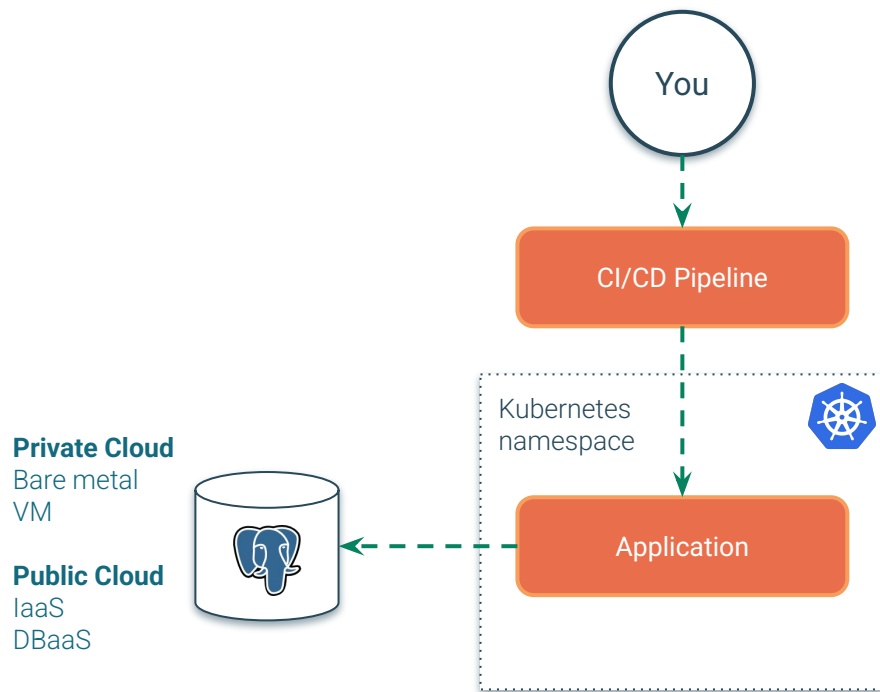 You
CI/CD Pipeline
Kubernetes
namespace
Private Cloud
Bare metal
VM
Public Cloud
IaaS
DBaaS
Application